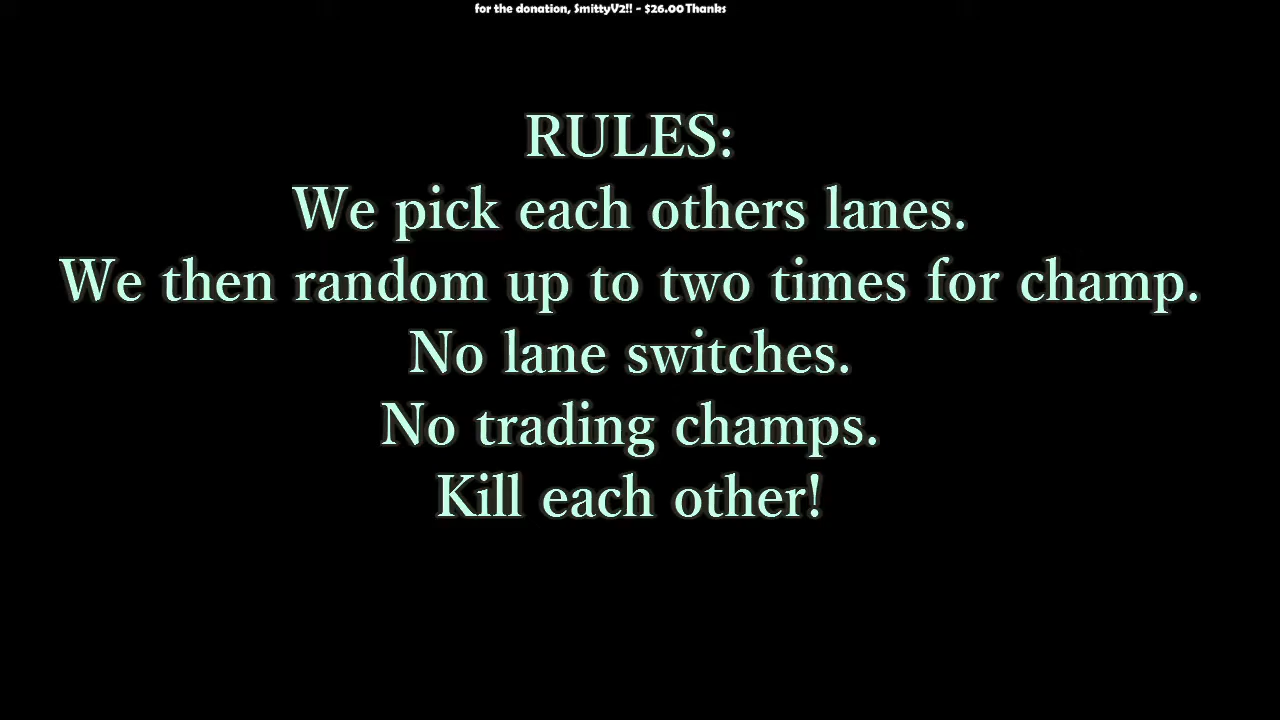 for the donation, SmittyV2!! - $26.00 Thanks
RULES:
We pick each others lanes.
We then random up to two times for champ.
No lane switches.
No trading champs.
Kill each other!